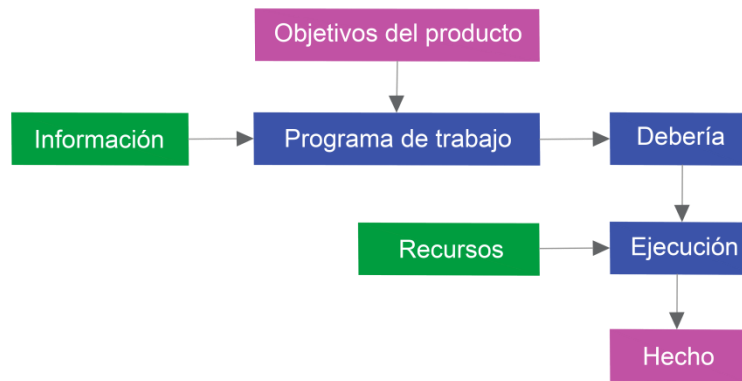 Objetivos del producto
Información
Programa de trabajo
Debería
Recursos
Ejecución
Hecho